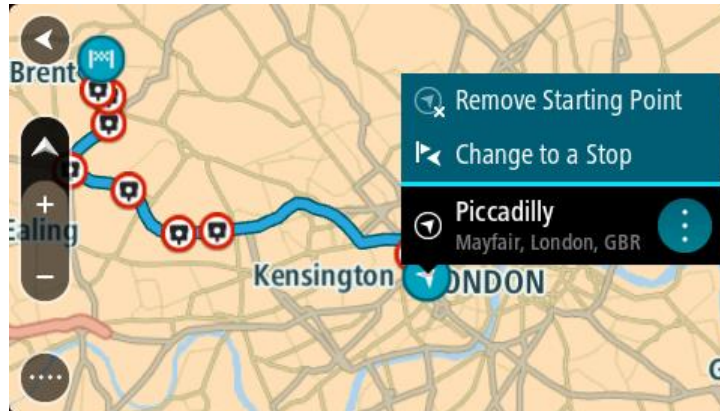 Brent
Remove Starting Point
Change to a Stop
Piccadilly
Mayfair, London, GBR
Ealing
Kensington
LONDON
G